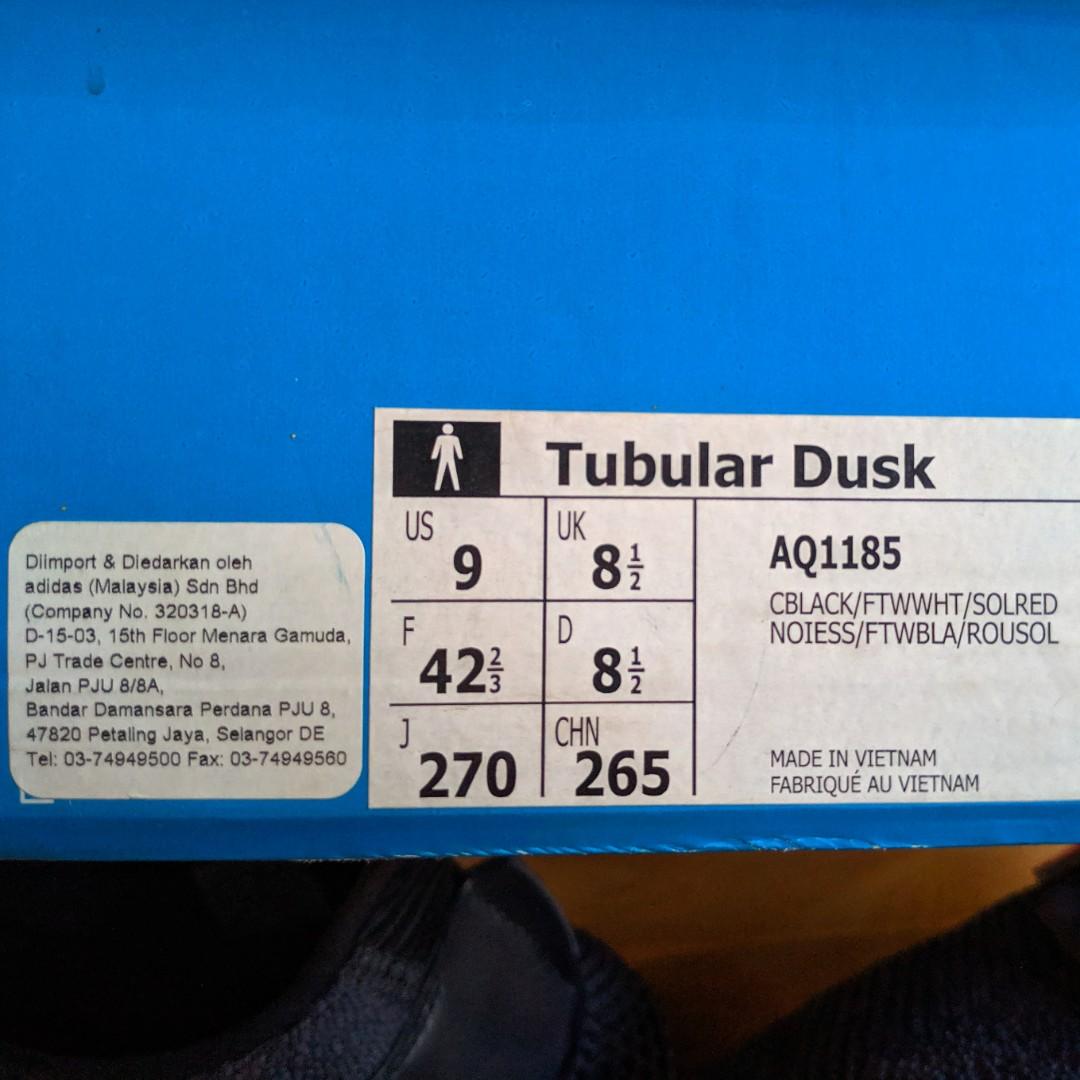 Tubular Dusk
US 9
UK 8 1/2
F 42 2/3
D 8 1/2
J 270
CHN 265
AQ1185
CBLACK/FTWWHT/SOLRED
NOIESS/FTWBLA/ROUSOL
MADE IN VIETNAM
FABRIQUÉ AU VIETNAM
Diimport & Diedarkan oleh
adidas (Malaysia) Sdn Bhd
(Company No. 320318-A)
D-15-03, 15th Floor Menara Gamuda,
PJ Trade Centre, No 8,
Jalan PJU 8/8A,
Bandar Damansara Perdana PJU 8,
47820 Petaling Jaya, Selangor DE
Tel: 03-74949500 Fax: 03-74949560